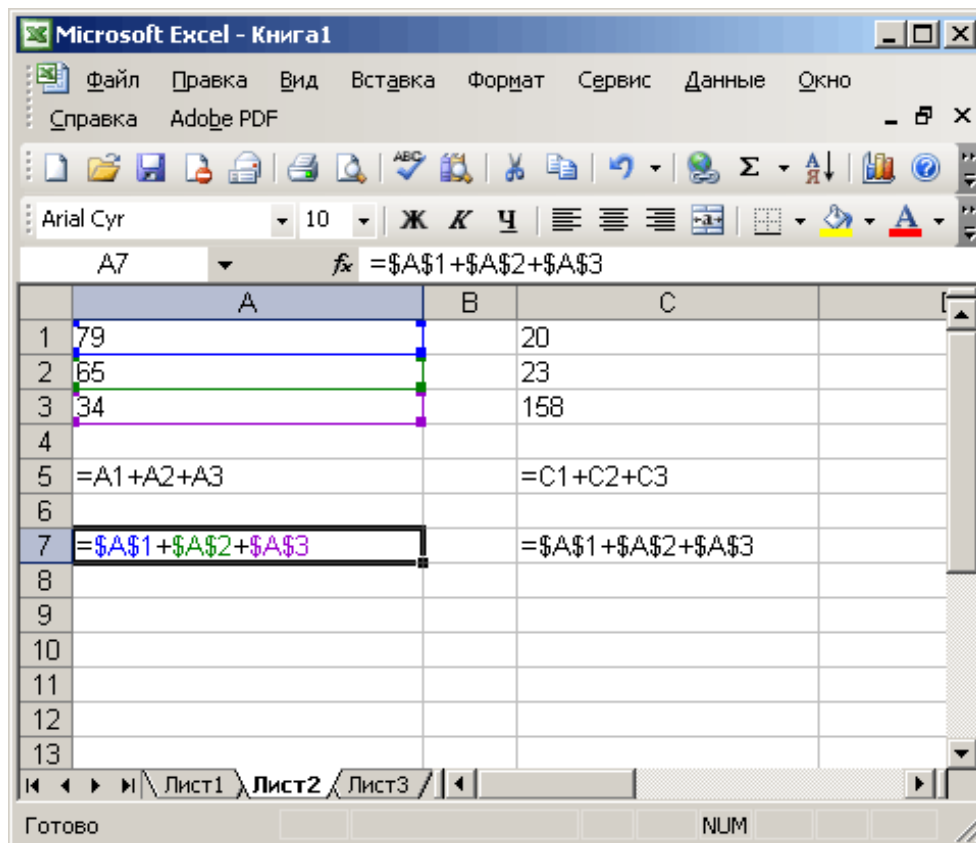 Microsoft Excel - Книга1
Файл Правка Вид Вставка Формат Сервис Данные Окно
Справка Adobe PDF
ABC Σ А Я
Arial Cyr 10 Ж К Ч a A
A7 fx =$A$1+$A$2+$A$3
A B C
1 79 20
2 65 23
3 34 158
4
5 =A1+A2+A3 =C1+C2+C3
6
7 =$A$1+$A$2+$A$3 =$A$1+$A$2+$A$3
8
9
10
11
12
13
Лист1 Лист2 Лист3
Готово NUM